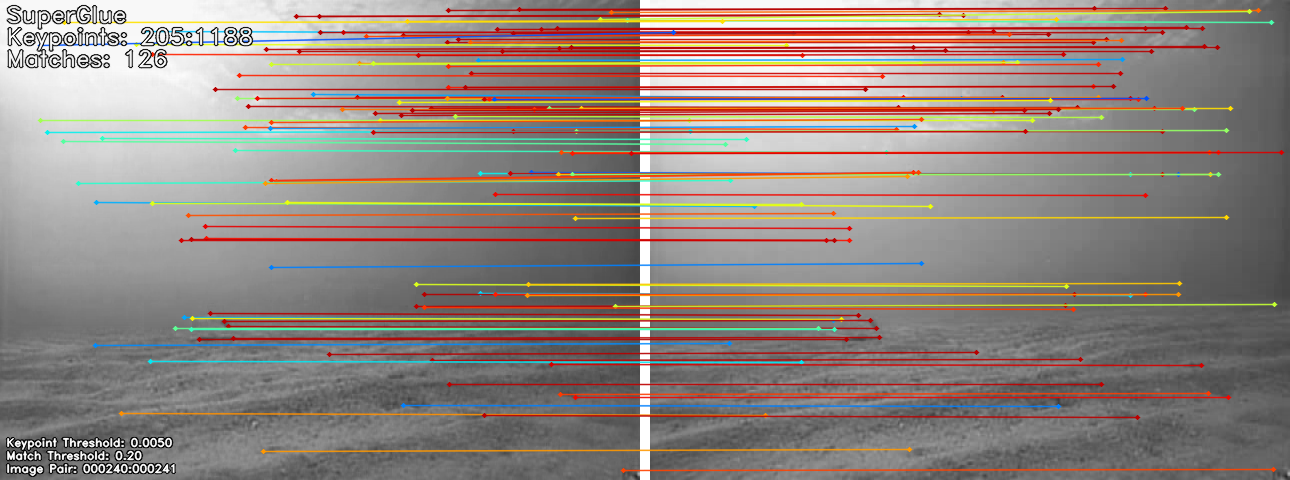 SuperGlue
Keypoints: 205:1188
Matches: 126
Keypoint Threshold: 0.0050
Match Threshold: 0.20
Image Pair: 000240:000241